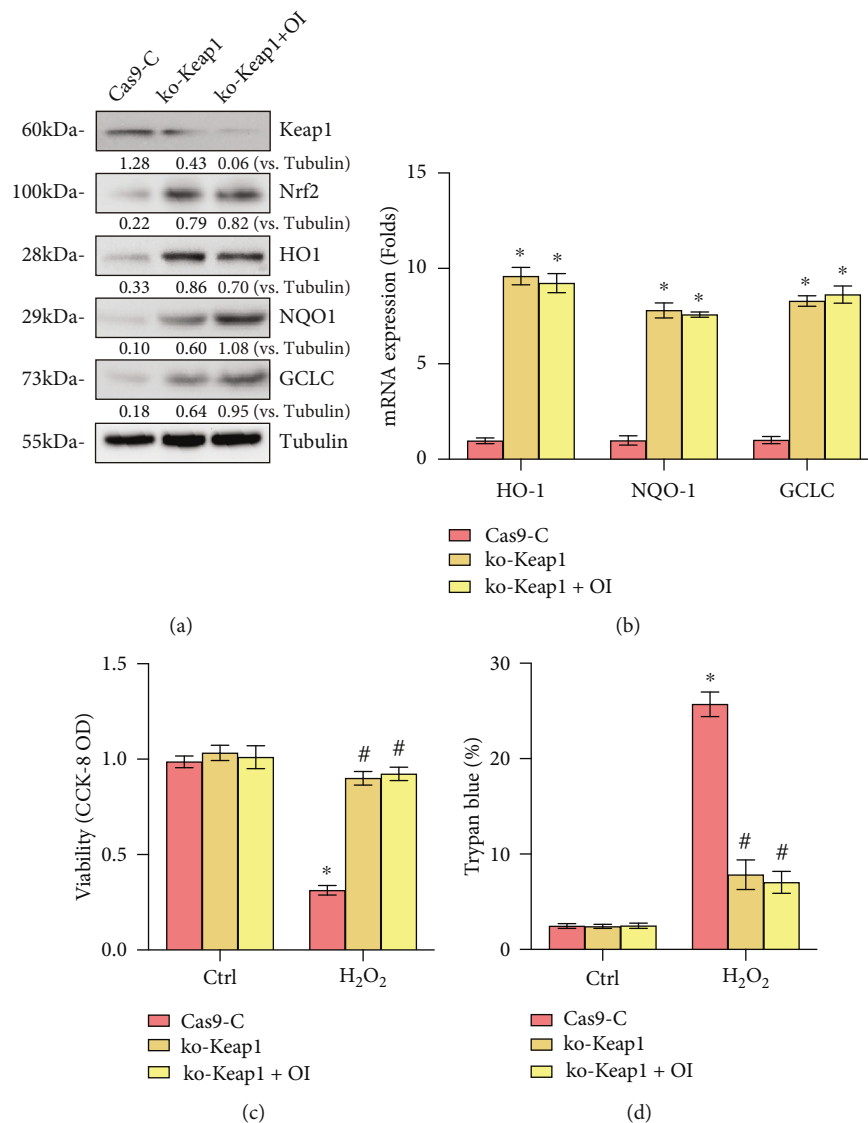 Cas9-C ko-Keap1 ko-Keap1+OI
60kDa- Keap1
1.28 0.43 0.06 (vs. Tubulin)
100kDa- Nrf2
0.22 0.79 0.82 (vs. Tubulin)
28kDa- HO1
0.33 0.86 0.70 (vs. Tubulin)
29kDa- NQO1
0.10 0.60 1.08 (vs. Tubulin)
73kDa- GCLC
0.18 0.64 0.95 (vs. Tubulin)
55kDa- Tubulin
(a)
mRNA expression (Folds)
15
10
5
0
* * * * * *
HO-1 NQO-1 GCLC
Cas9-C
ko-Keap1
ko-Keap1 + OI
(b)
Viability (CCK-8 OD)
1.5
1.0
0.5
0.0
* # #
Ctrl H₂O₂
Cas9-C
ko-Keap1
ko-Keap1 + OI
(c)
Trypan blue (%)
30
20
10
0
* # #
Ctrl H₂O₂
Cas9-C
ko-Keap1
ko-Keap1 + OI
(d)